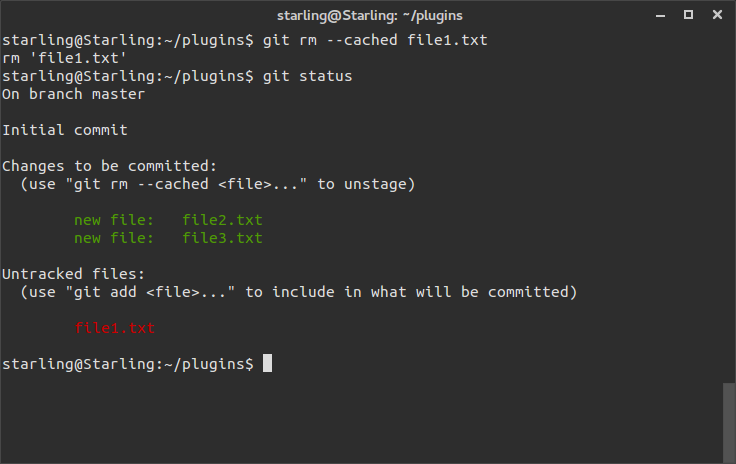 starling@Starling: ~/plugins
starling@Starling:~/plugins$ git rm --cached file1.txt
rm 'file1.txt'
starling@Starling:~/plugins$ git status
On branch master
Initial commit
Changes to be committed:
  (use "git rm --cached <file>..." to unstage)
        new file:   file2.txt
        new file:   file3.txt
Untracked files:
  (use "git add <file>..." to include in what will be committed)
        file1.txt
starling@Starling:~/plugins$